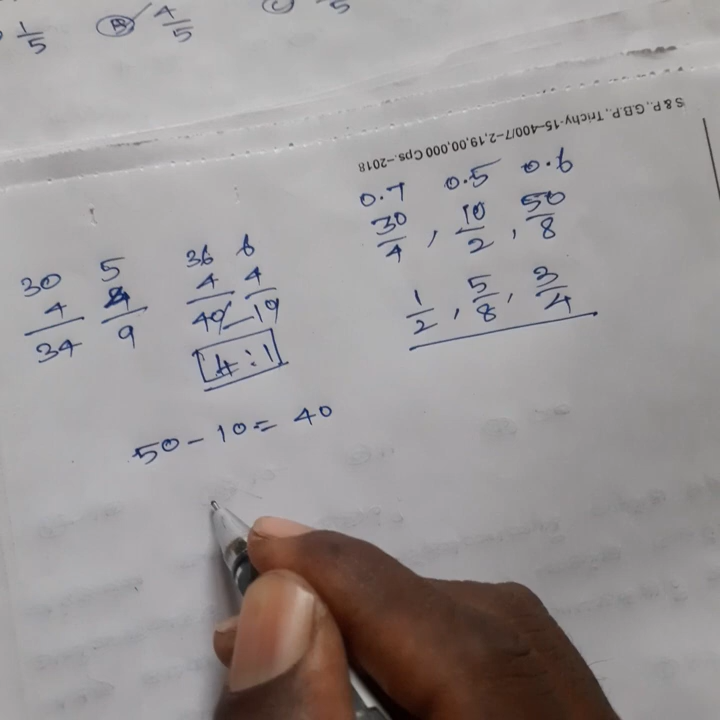 1/5 (B) 4/5 (C) /5
S & P., G.B.P., Trichy-15-400/7-2,19,00,000 Cps.-2018
0.7 0.5 0.6
30/4 , 10/2 , 50/8
1/2 , 5/8 , 3/4
30 5 36 6
4 4 4 4
34 9 40 10
4:1
50 - 10 = 40